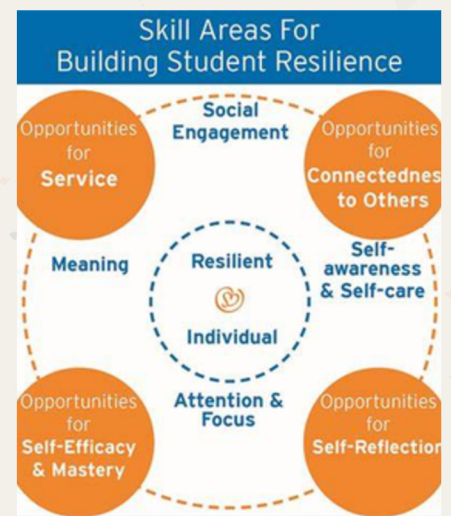 Skill Areas For
Building Student Resilience
Opportunities
for
Service
Social
Engagement
Opportunities
for
Connectednes
to Others
Meaning
Resilient
Individual
Self-
awareness
& Self-care
Opportunities
for
Self-Efficacy
& Mastery
Attention &
Focus
Opportunities
for
Self-Reflection